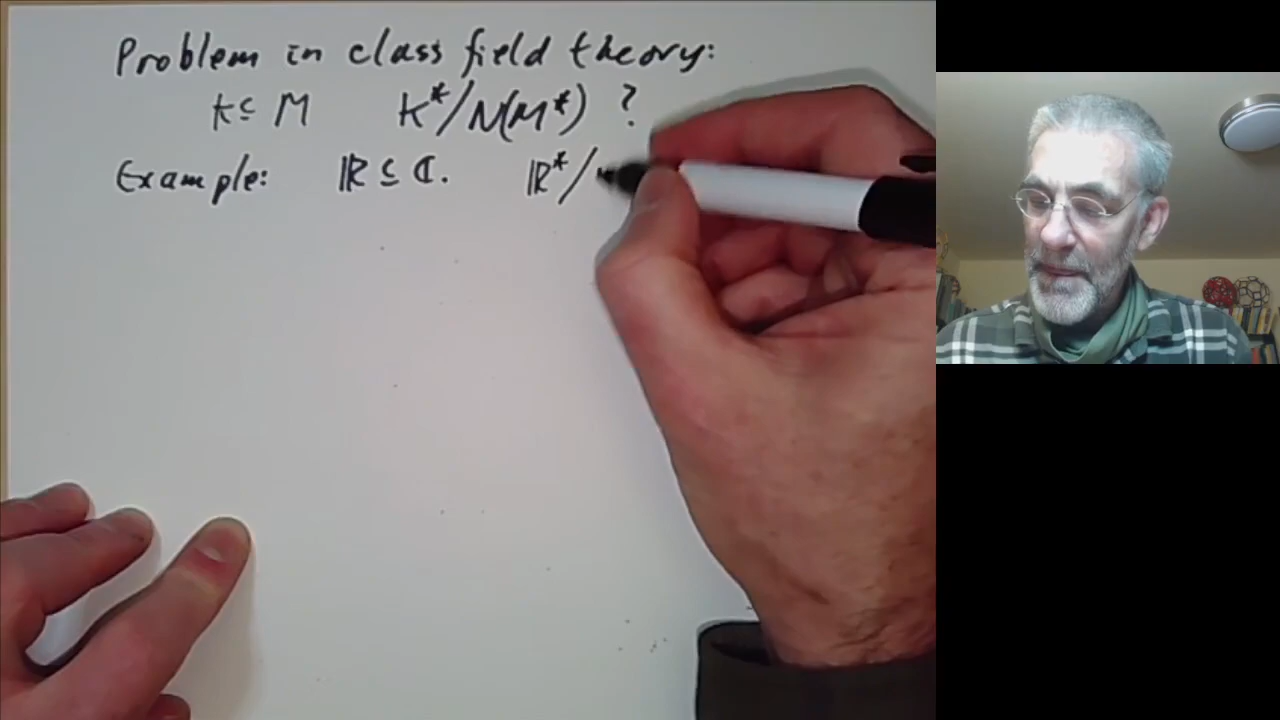 Problem in class field theory:
K ⊆ M K*/N(M*) ?
Example: ℝ ⊆ ℂ. ℝ*/